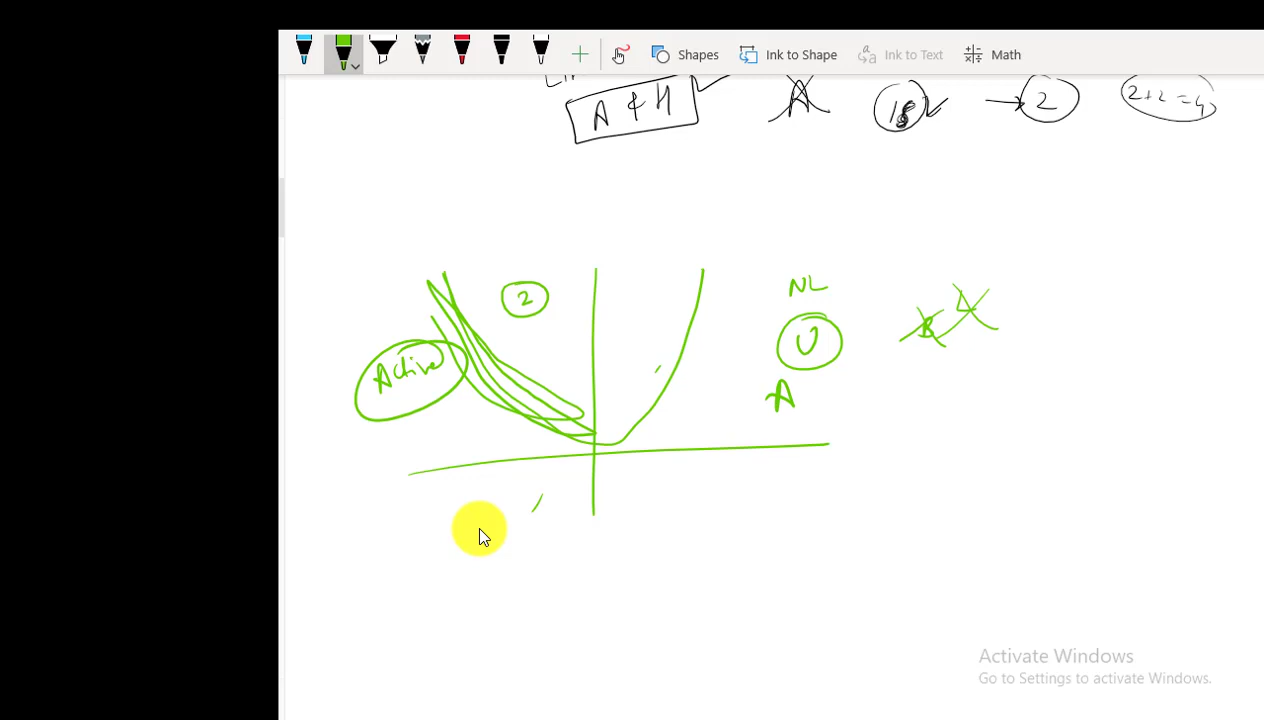 Shapes Ink to Shape Ink to Text Math
A & H A 18 → 2 2+2=4
2 NL
Active U
A
Activate Windows
Go to Settings to activate Windows.